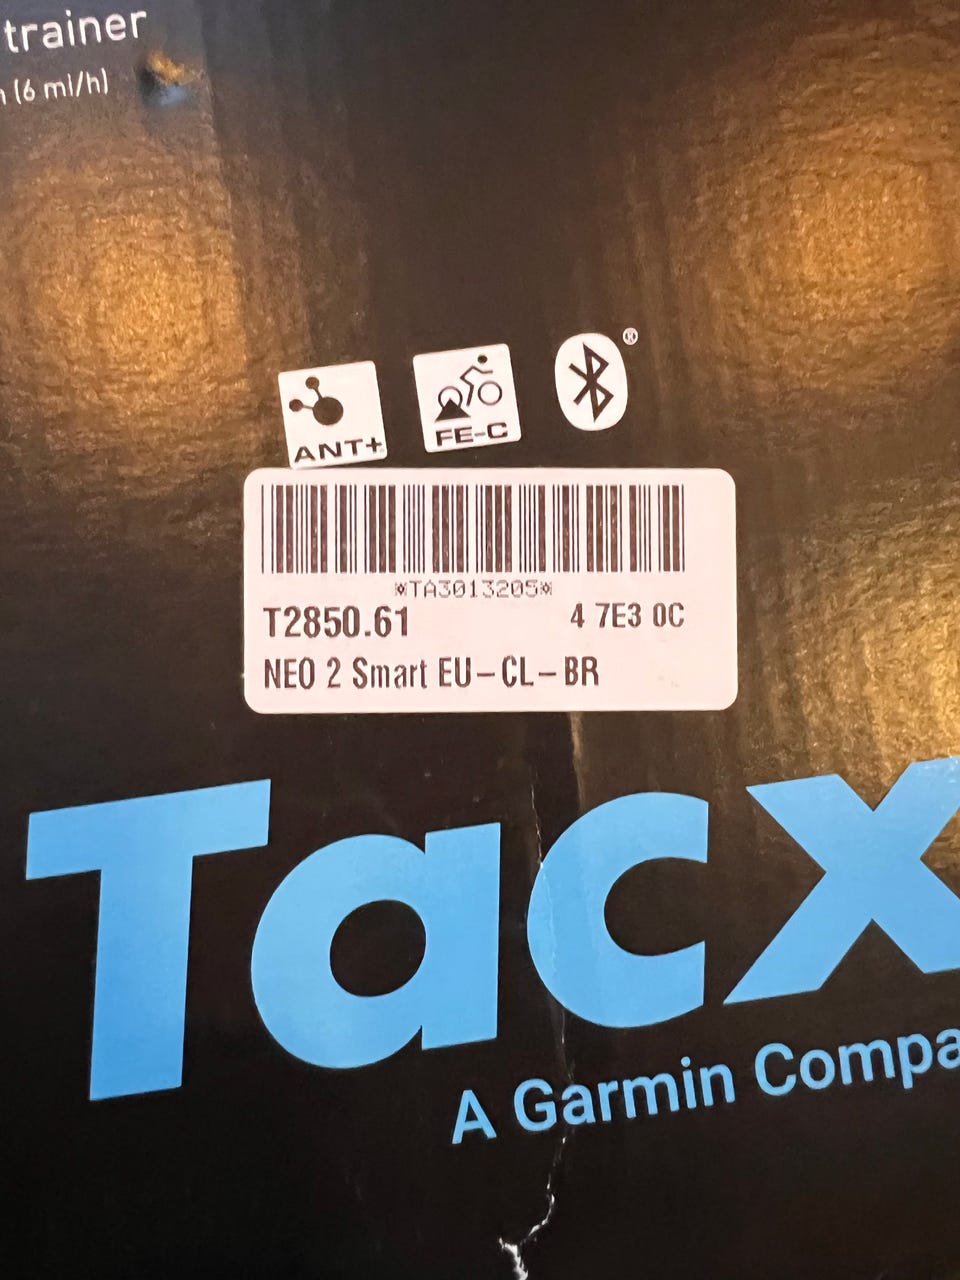 trainer
(6 mi/h)
ANT+
FE-C
®
*TA3013205*
T2850.61 4 7E3 0C
NEO 2 Smart EU-CL-BR
Tacx
A Garmin Compa